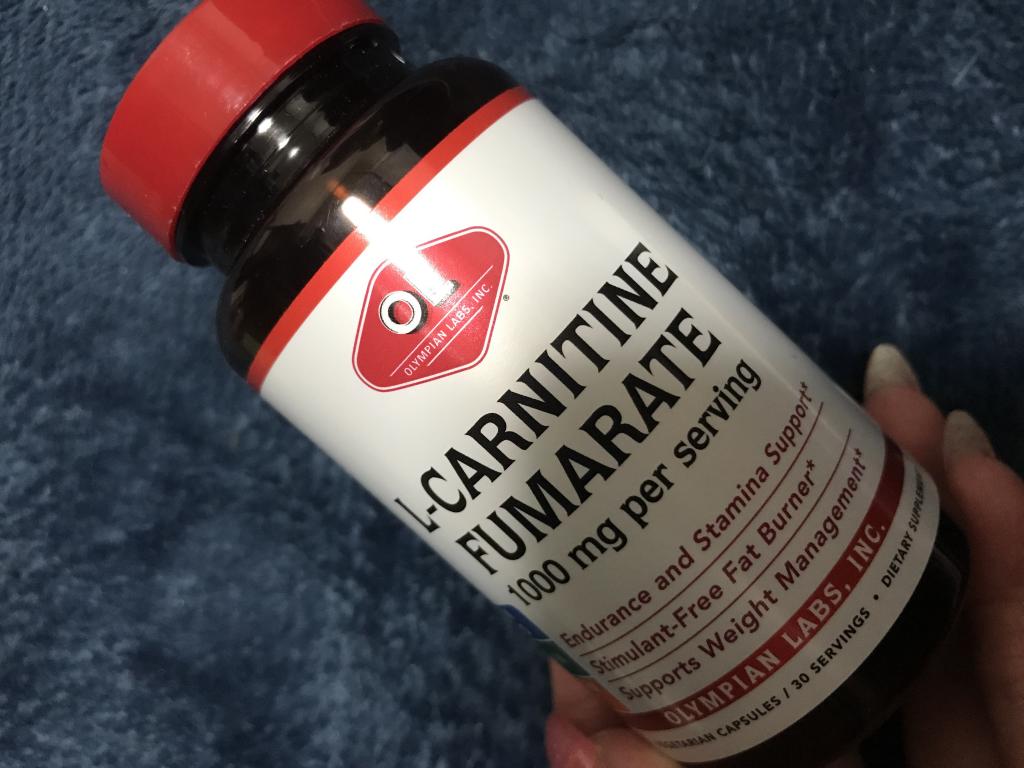 OL
OLYMPIAN LABS, INC.®
L-CARNITINE
FUMARATE
1000 mg per serving
Endurance and Stamina Support*
Stimulant-Free Fat Burner*
Supports Weight Management*
OLYMPIAN LABS, INC.
CAPSULES / 30 SERVINGS • DIETARY